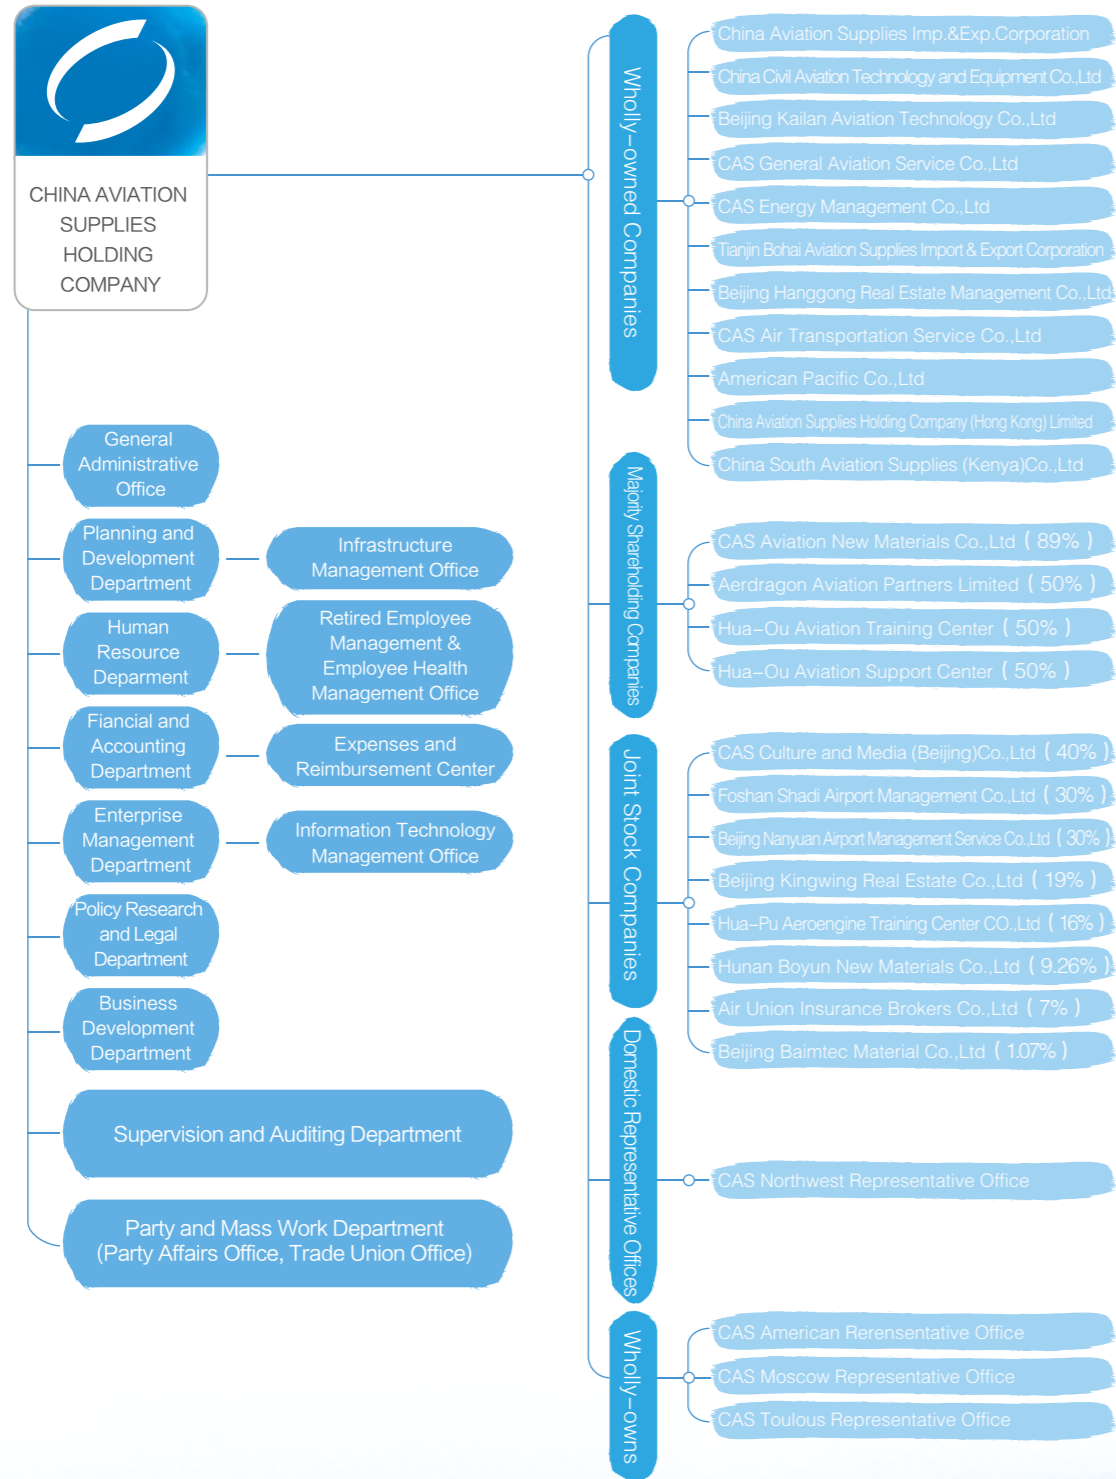 CHINA AVIATION
SUPPLIES
HOLDING
COMPANY
General
Administrative
Office
Planning and
Development
Department
Infrastructure
Management Office
Human
Resource
Deparment
Retired Employee
Management &
Employee Health
Management Office
Fiancial and
Accounting
Department
Expenses and
Reimbursement Center
Enterprise
Management
Department
Information Technology
Management Office
Policy Research
and Legal
Department
Business
Development
Department
Supervision and Auditing Department
Party and Mass Work Department
(Party Affairs Office, Trade Union Office)
Wholly-owned Companies
China Aviation Supplies Imp.&Exp.Corporation
China Civil Aviation Technology and Equipment Co.,Ltd
Beijing Kailan Aviation Technology Co.,Ltd
CAS General Aviation Service Co.,Ltd
CAS Energy Management Co.,Ltd
Tianjin Bohai Aviation Supplies Import & Export Corporation
Beijing Hanggong Real Estate Management Co.,Ltd
CAS Air Transportation Service Co.,Ltd
American Pacific Co.,Ltd
China Aviation Supplies Holding Company (Hong Kong) Limited
China South Aviation Supplies (Kenya)Co.,Ltd
Majority Shareholding Companies
CAS Aviation New Materials Co.,Ltd ( 89% )
Aerdragon Aviation Partners Limited ( 50% )
Hua-Ou Aviation Training Center ( 50% )
Hua-Ou Aviation Support Center ( 50% )
Joint Stock Companies
CAS Culture and Media (Beijing)Co.,Ltd ( 40% )
Foshan Shadi Airport Management Co.,Ltd ( 30% )
Beijing Nanyuan Airport Management Service Co.,Ltd ( 30% )
Beijing Kingwing Real Estate Co.,Ltd ( 19% )
Hua-Pu Aeroengine Training Center CO.,Ltd ( 16% )
Hunan Boyun New Materials Co.,Ltd ( 9.26% )
Air Union Insurance Brokers Co.,Ltd ( 7% )
Beijing Baimtec Material Co.,Ltd ( 1.07% )
Domestic Representative Offices
CAS Northwest Representative Office
Wholly-owns
CAS American Rerensentative Office
CAS Moscow Representative Office
CAS Toulous Representative Office